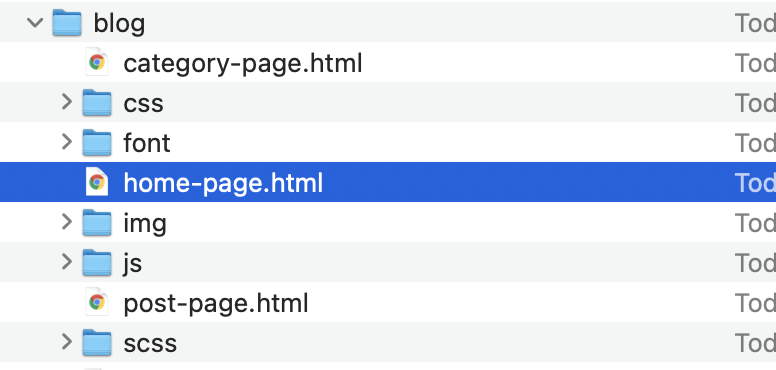 blog Tod
category-page.html Tod
css Tod
font Tod
home-page.html Tod
img Tod
js Tod
post-page.html Tod
scss Tod